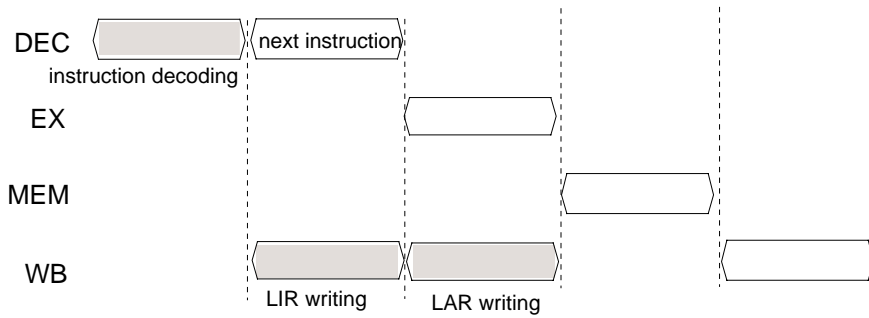 DEC
next instruction
instruction decoding
EX
MEM
WB
LIR writing
LAR writing